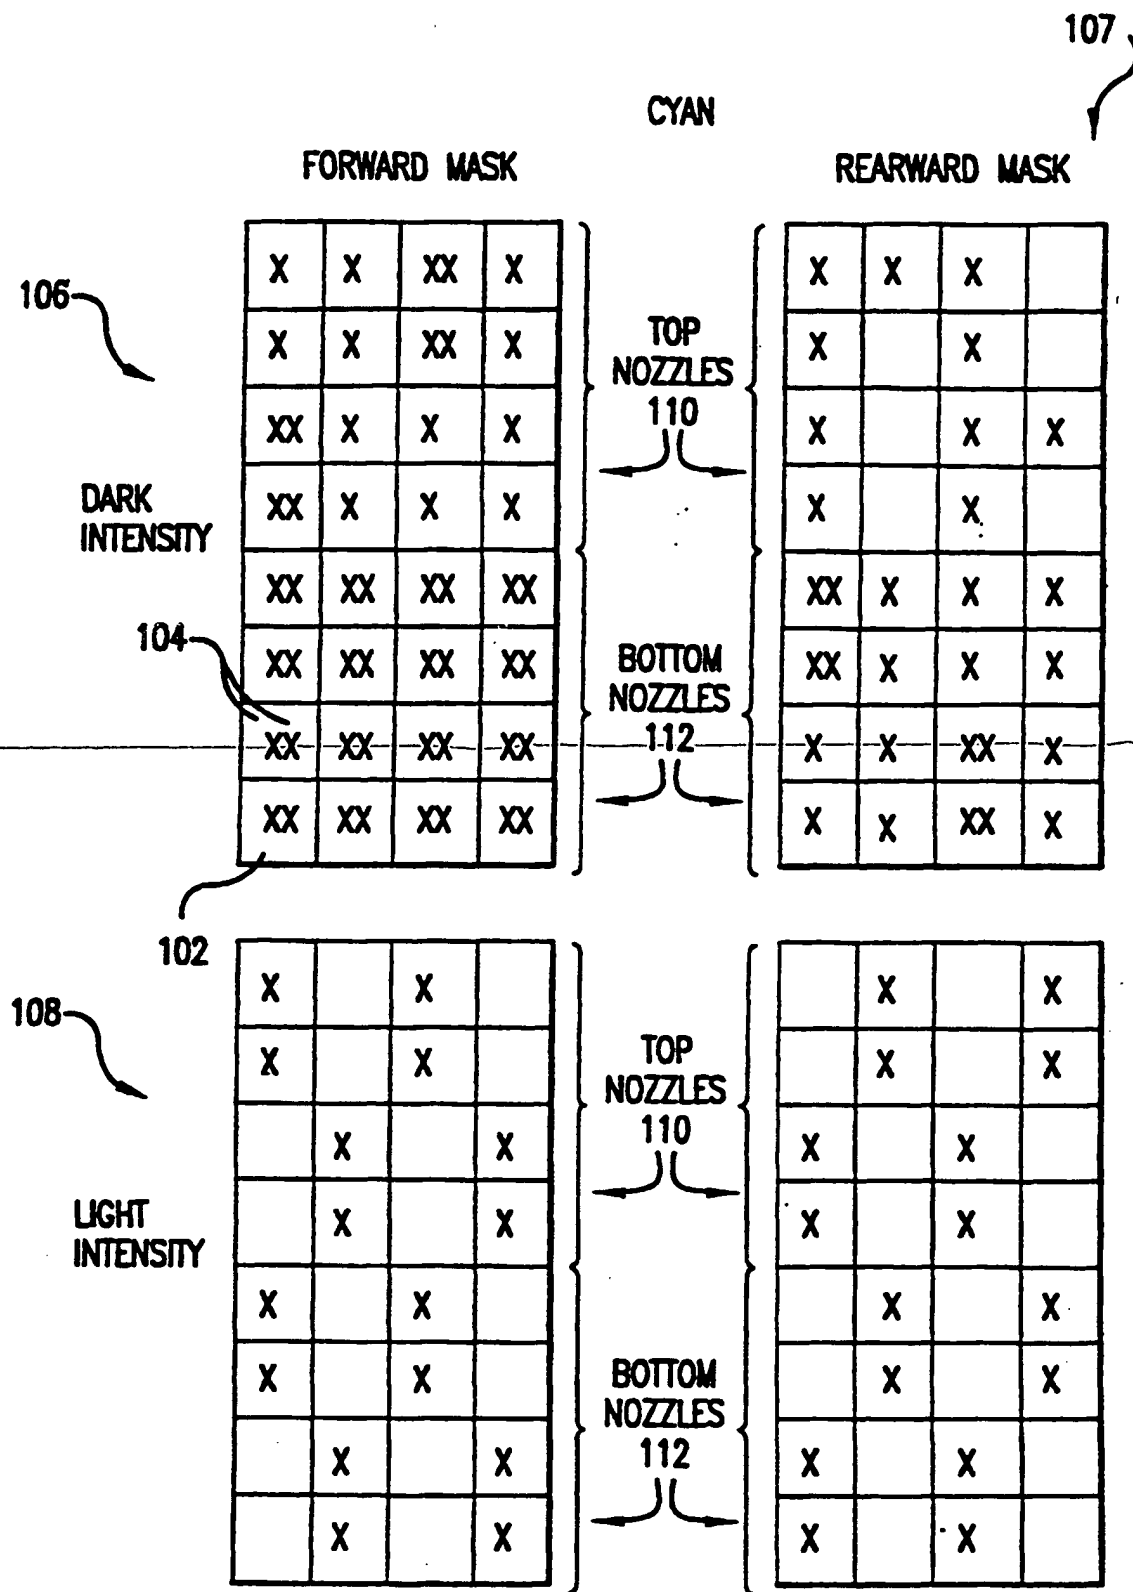 107
CYAN
FORWARD MASK
REARWARD MASK
X X XX X
X X X
106
X X XX X
TOP NOZZLES 110
X X
XX X X X
X X X
DARK INTENSITY
XX X X X
X X
XX XX XX XX
XX X X X
104
XX XX XX XX
BOTTOM NOZZLES 112
XX X X X
XX XX XX XX
X X XX X
XX XX XX XX
X X XX X
102
X X
X X
108
X X
TOP NOZZLES 110
X X
X X
X X
LIGHT INTENSITY
X X
X X
X X
X X
X X
BOTTOM NOZZLES 112
X X
X X
X X
X X
X X